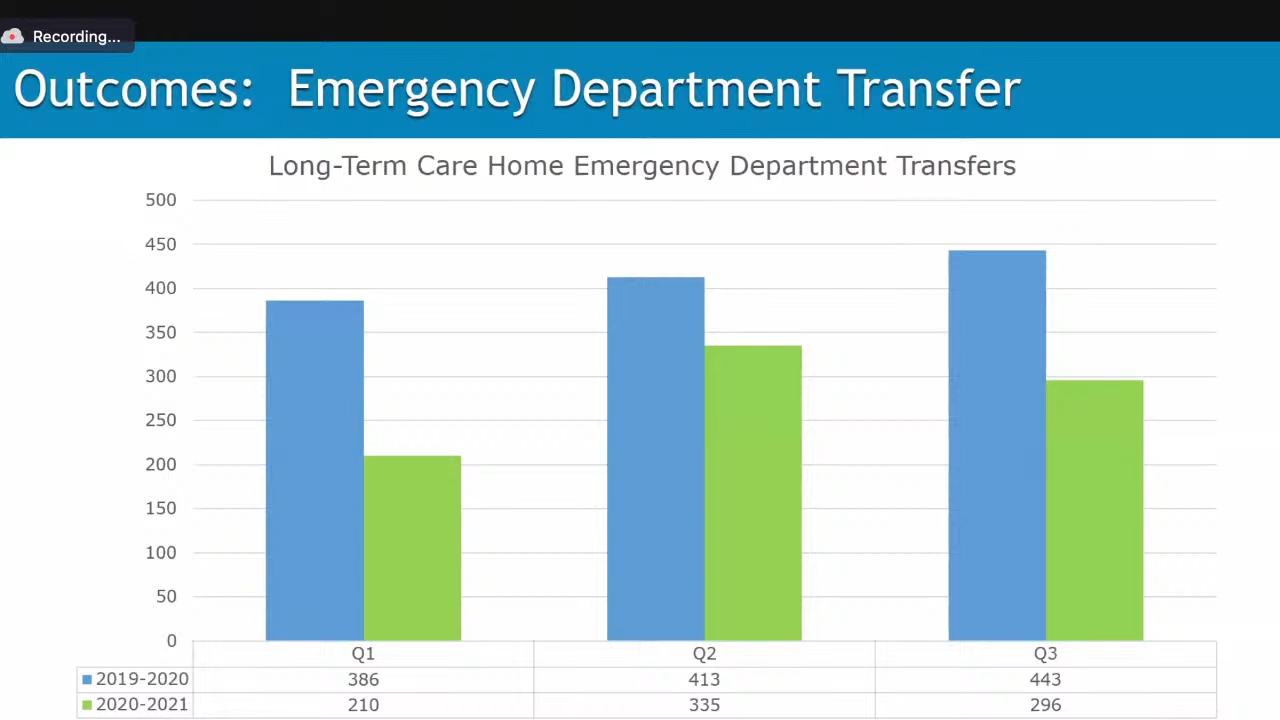 Recording...
Outcomes: Emergency Department Transfer
Long-Term Care Home Emergency Department Transfers
500
450
400
350
300
250
200
150
100
50
0
Q1 Q2 Q3
2019-2020 386 413 443
2020-2021 210 335 296